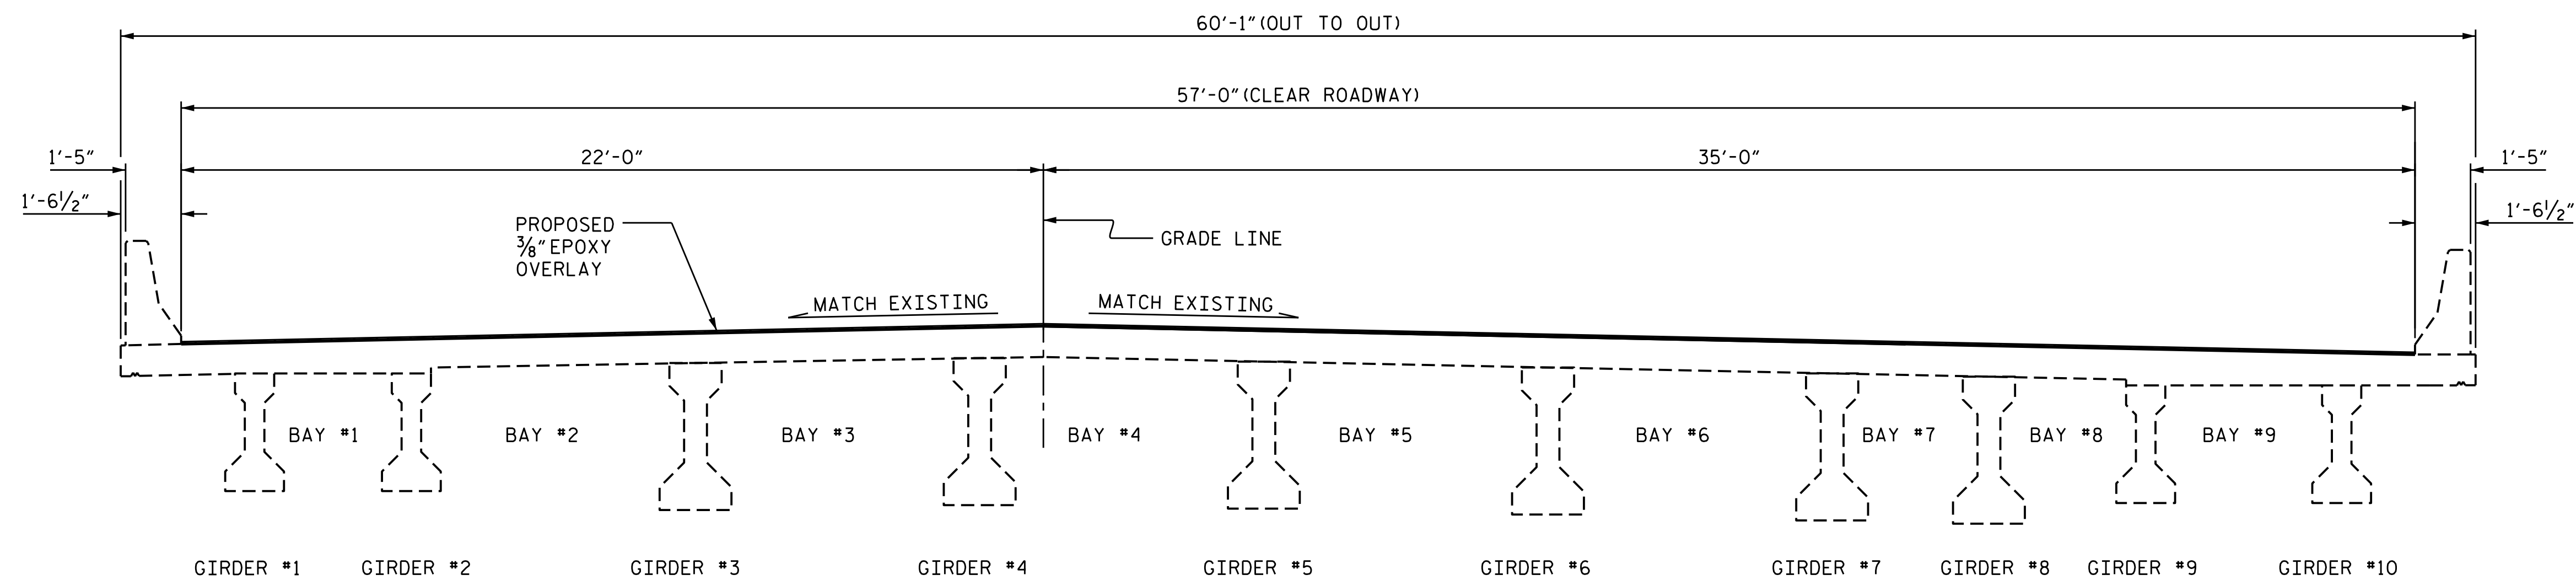 60'-1" (OUT TO OUT)
57'-0" (CLEAR ROADWAY)
1'-5"
22'-0"
35'-0"
1'-5"
1'-6½"
1'-6½"
PROPOSED
⅜" EPOXY
OVERLAY
GRADE LINE
MATCH EXISTING
MATCH EXISTING
BAY #1
BAY #2
BAY #3
BAY #4
BAY #5
BAY #6
BAY #7
BAY #8
BAY #9
GIRDER #1
GIRDER #2
GIRDER #3
GIRDER #4
GIRDER #5
GIRDER #6
GIRDER #7
GIRDER #8
GIRDER #9
GIRDER #10